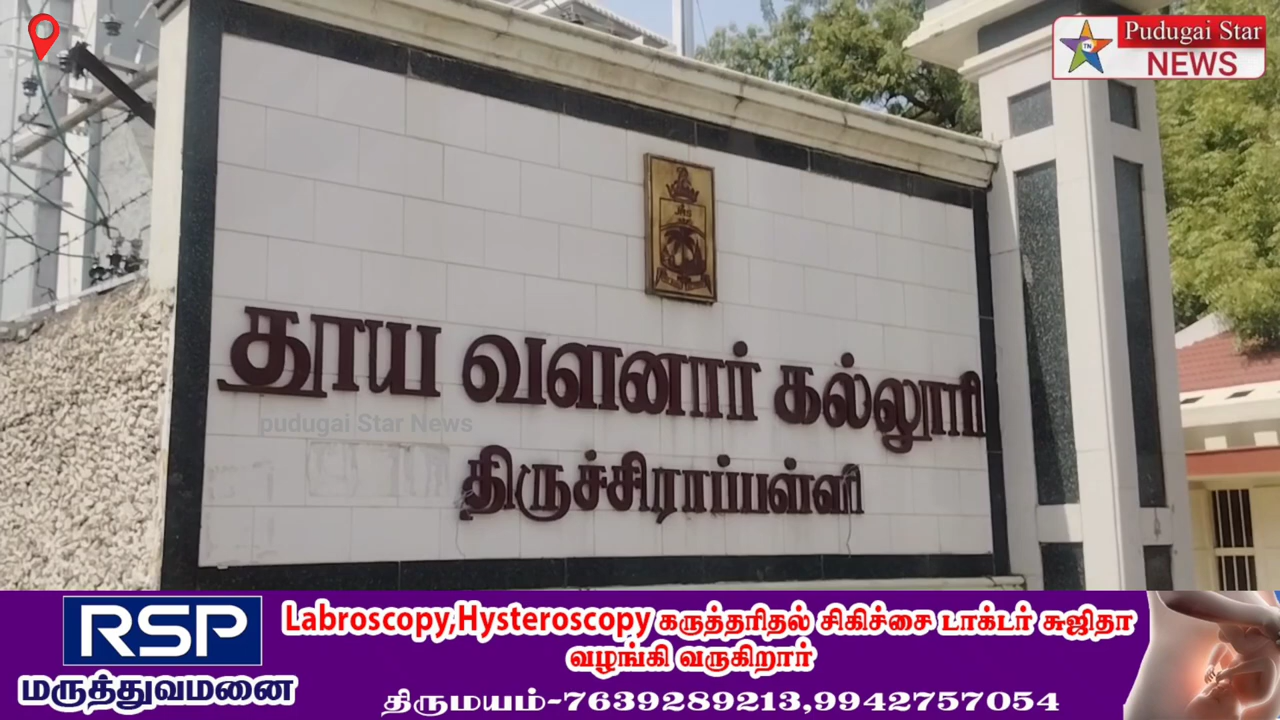 Pudugai Star
TN
NEWS
தூய வளனார் கல்லூரி
pudugai Star News
திருச்சிராப்பள்ளி
RSP
மருத்துவமனை
Labroscopy,Hysteroscopy கருத்தரிதல் சிகிச்சை டாக்டர் சுஜிதா
வழங்கி வருகிறார்
திருமயம்-7639289213,9942757054